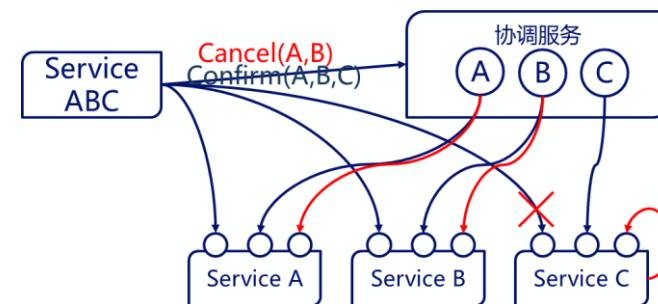 协调服务
Cancel(A,B)
Confirm(A,B,C)
Service
ABC
A
B
C
Service A
Service B
Service C